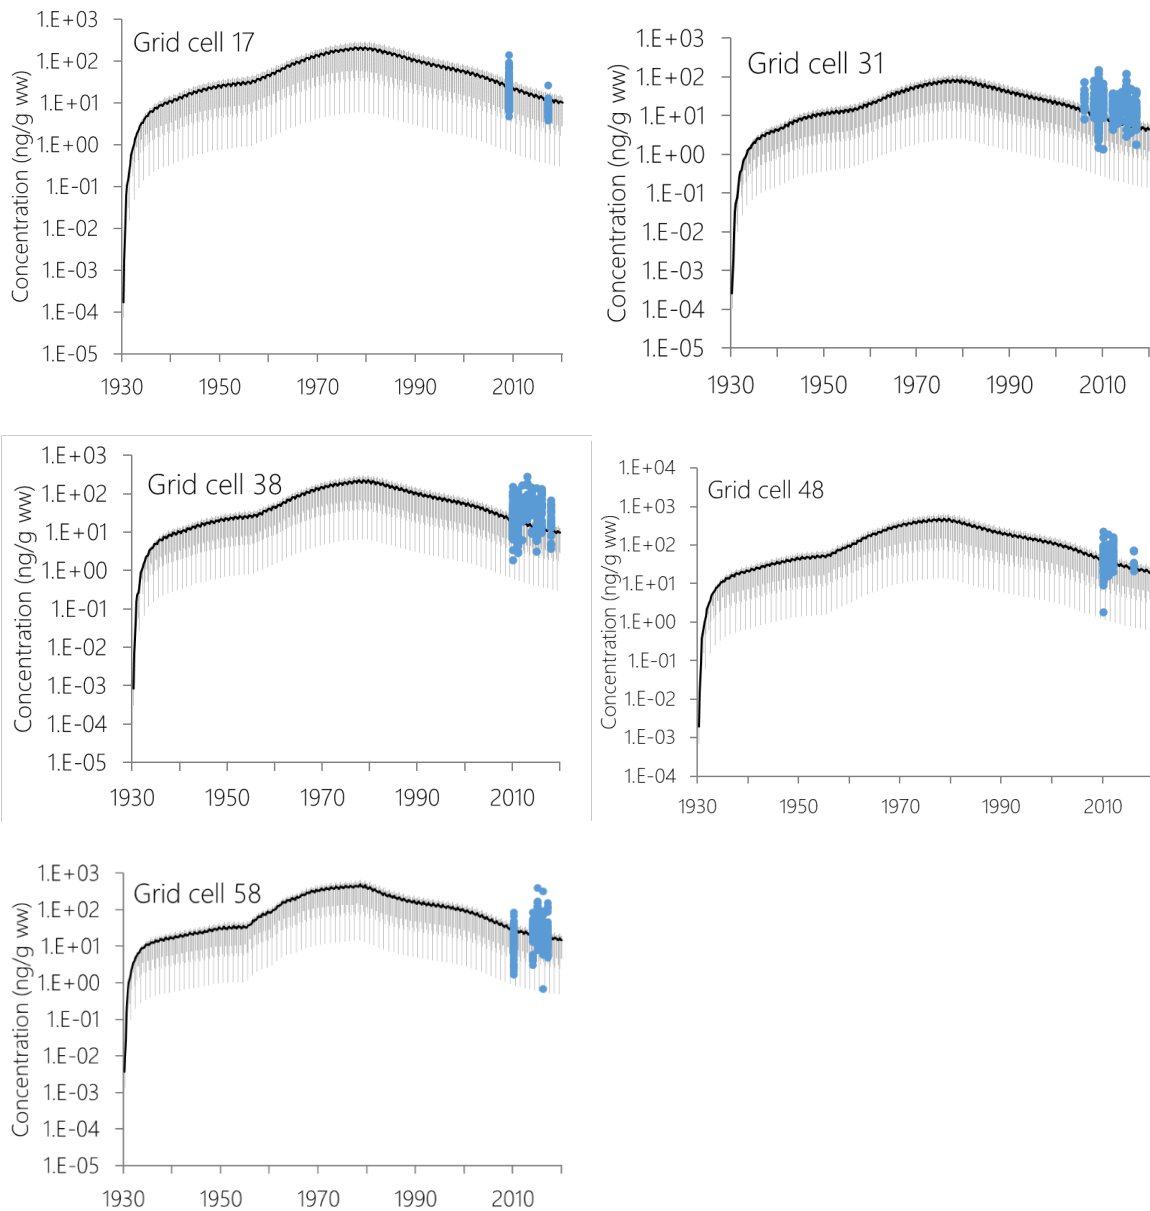 Grid cell 17
Concentration (ng/g ww)
1.E+03
1.E+02
1.E+01
1.E+00
1.E-01
1.E-02
1.E-03
1.E-04
1.E-05
1930 1950 1970 1990 2010
Grid cell 31
Concentration (ng/g ww)
1.E+03
1.E+02
1.E+01
1.E+00
1.E-01
1.E-02
1.E-03
1.E-04
1.E-05
1930 1950 1970 1990 2010
Grid cell 38
Concentration (ng/g ww)
1.E+03
1.E+02
1.E+01
1.E+00
1.E-01
1.E-02
1.E-03
1.E-04
1.E-05
1930 1950 1970 1990 2010
Grid cell 48
Concentration (ng/g ww)
1.E+04
1.E+03
1.E+02
1.E+01
1.E+00
1.E-01
1.E-02
1.E-03
1.E-04
1930 1950 1970 1990 2010
Grid cell 58
Concentration (ng/g ww)
1.E+03
1.E+02
1.E+01
1.E+00
1.E-01
1.E-02
1.E-03
1.E-04
1.E-05
1930 1950 1970 1990 2010